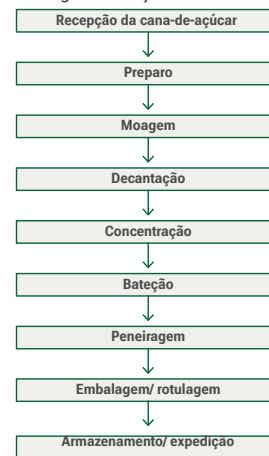 Recepção da cana-de-açúcar
Preparo
Moagem
Decantação
Concentração
Bateção
Peneiragem
Embalagem/ rotulagem
Armazenamento/ expedição